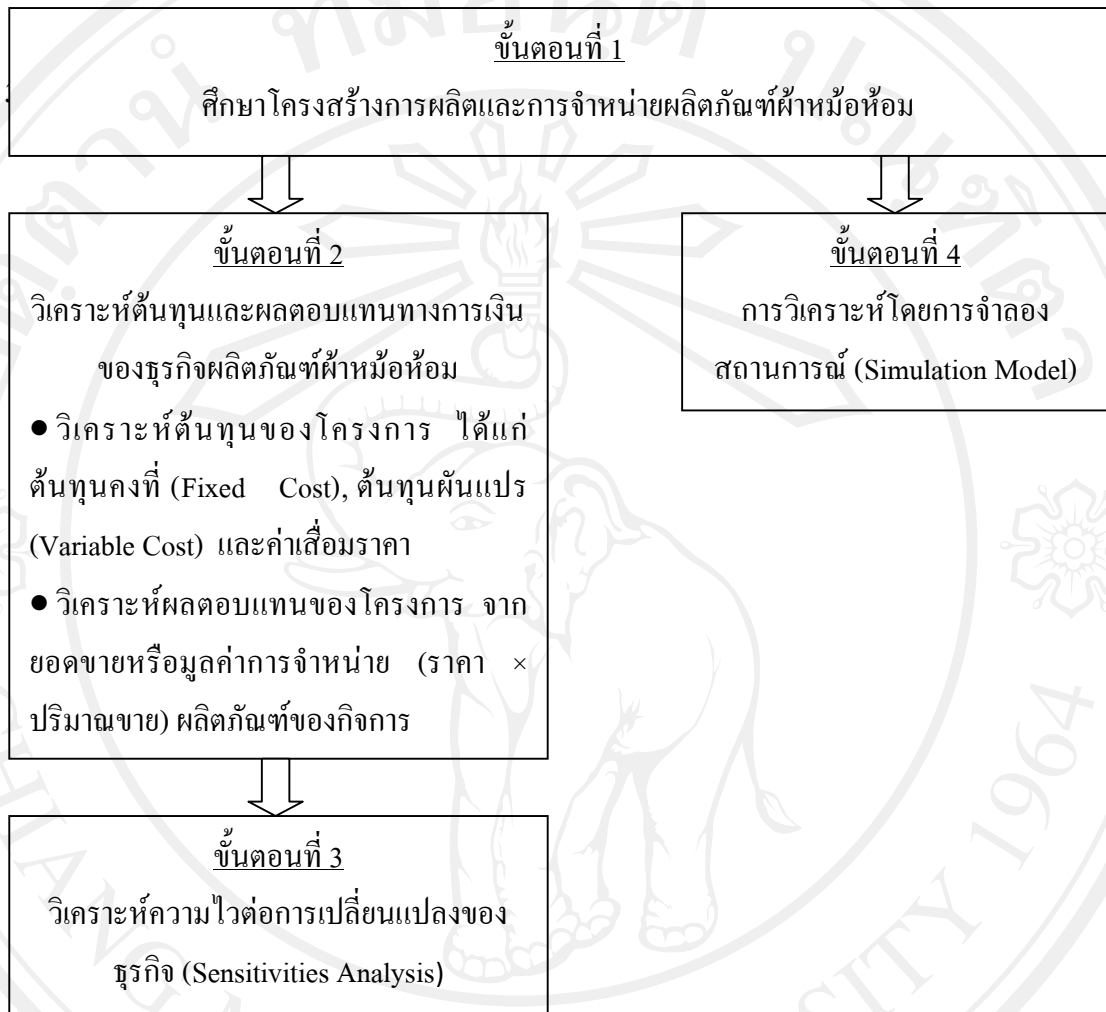 ขั้นตอนที่ 1
ศึกษาโครงสร้างการผลิตและการจำหน่ายผลิตภัณฑ์ผ้าหม้อห้อม
ขั้นตอนที่ 2
วิเคราะห์ต้นทุนและผลตอบแทนทางการเงิน
ของธุรกิจผลิตภัณฑ์ผ้าหม้อห้อม
● วิเคราะห์ต้นทุนของโครงการ ได้แก่
ต้นทุนคงที่ (Fixed Cost), ต้นทุนผันแปร
(Variable Cost) และค่าเสื่อมราคา
● วิเคราะห์ผลตอบแทนของโครงการ จาก
ยอดขายหรือมูลค่าการจำหน่าย (ราคา ×
ปริมาณขาย) ผลิตภัณฑ์ของกิจการ
ขั้นตอนที่ 3
วิเคราะห์ความไวต่อการเปลี่ยนแปลงของ
ธุรกิจ (Sensitivities Analysis)
ขั้นตอนที่ 4
การวิเคราะห์โดยการจำลอง
สถานการณ์ (Simulation Model)
1964